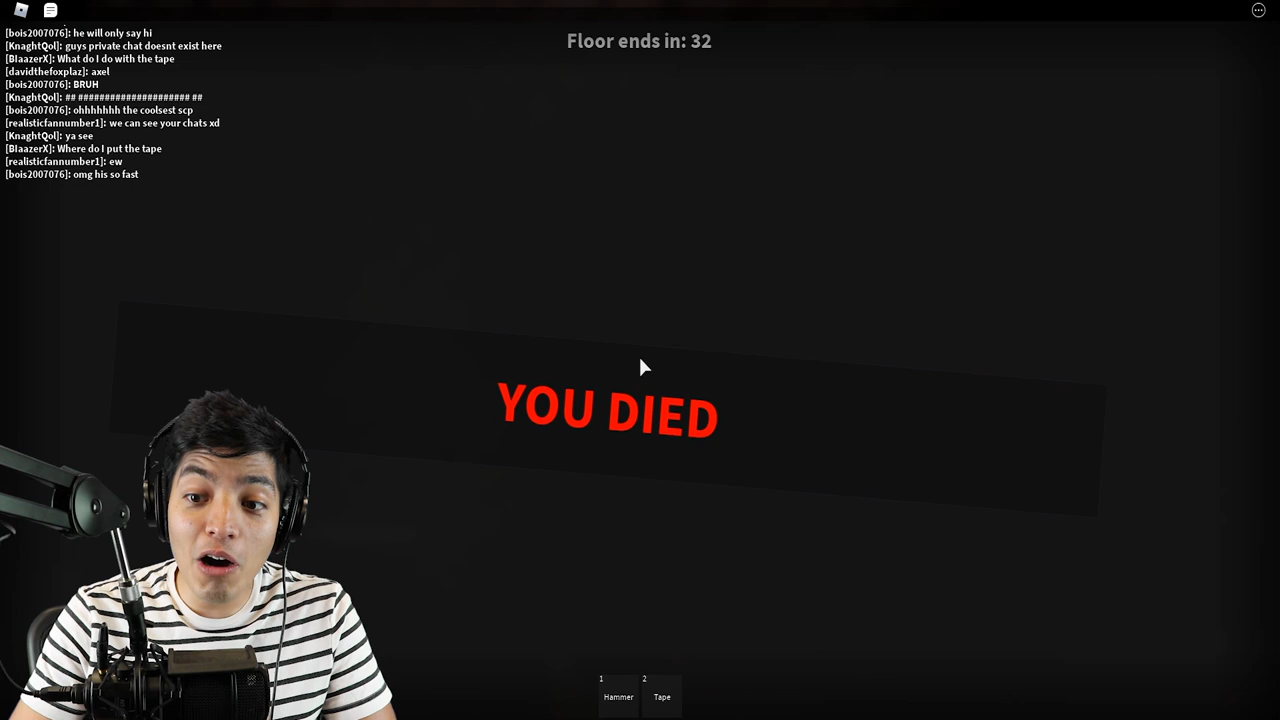 [bois2007076]: he will only say hi
[KnaghtQol]: guys private chat doesnt exist here
[BlaazerX]: What do I do with the tape
[davidthefoxplaz]: axel
[bois2007076]: BRUH
[KnaghtQol]: ## ##################### ##
[bois2007076]: ohhhhhhh the coolsest scp
[realisticfannumber1]: we can see your chats xd
[KnaghtQol]: ya see
[BlaazerX]: Where do I put the tape
[realisticfannumber1]: ew
[bois2007076]: omg his so fast
Floor ends in: 32
YOU DIED
1 2
Hammer Tape